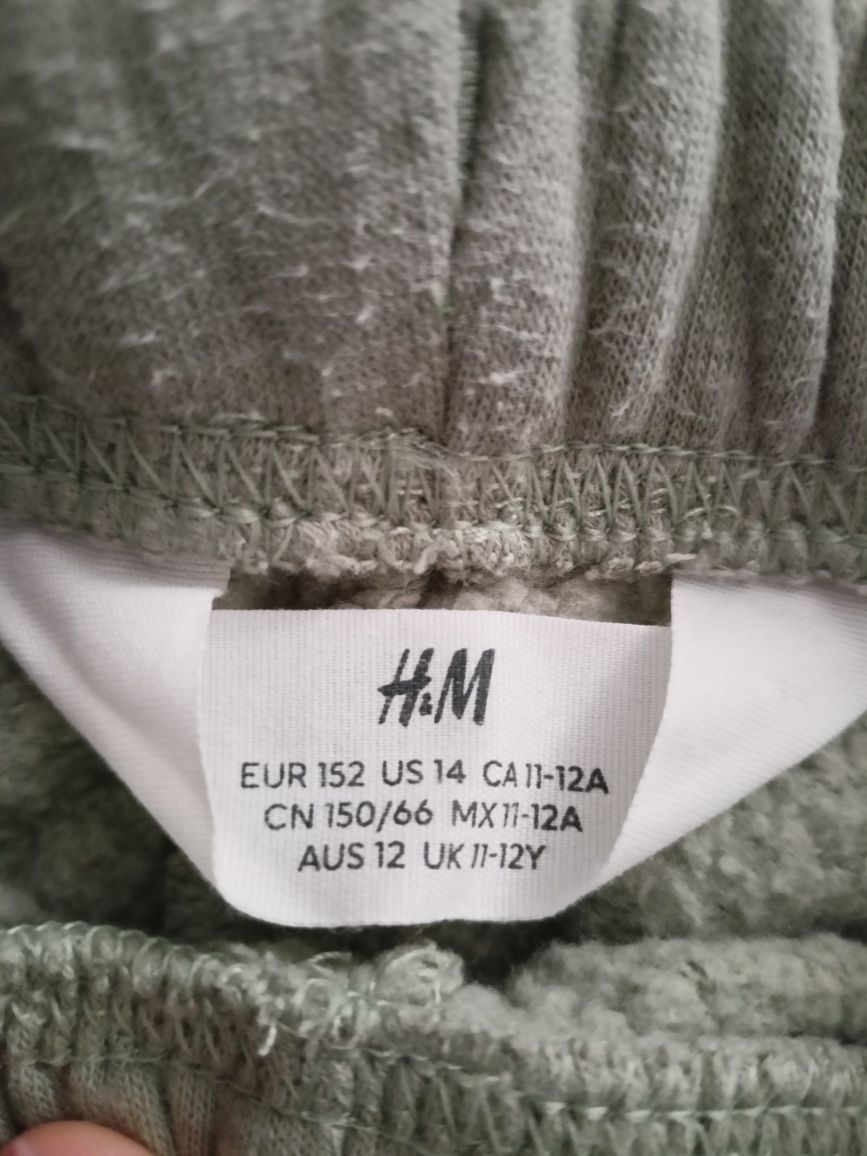 H&M
EUR 152 US 14 CA 11-12A
CN 150/66 MX 11-12A
AUS 12 UK 11-12Y